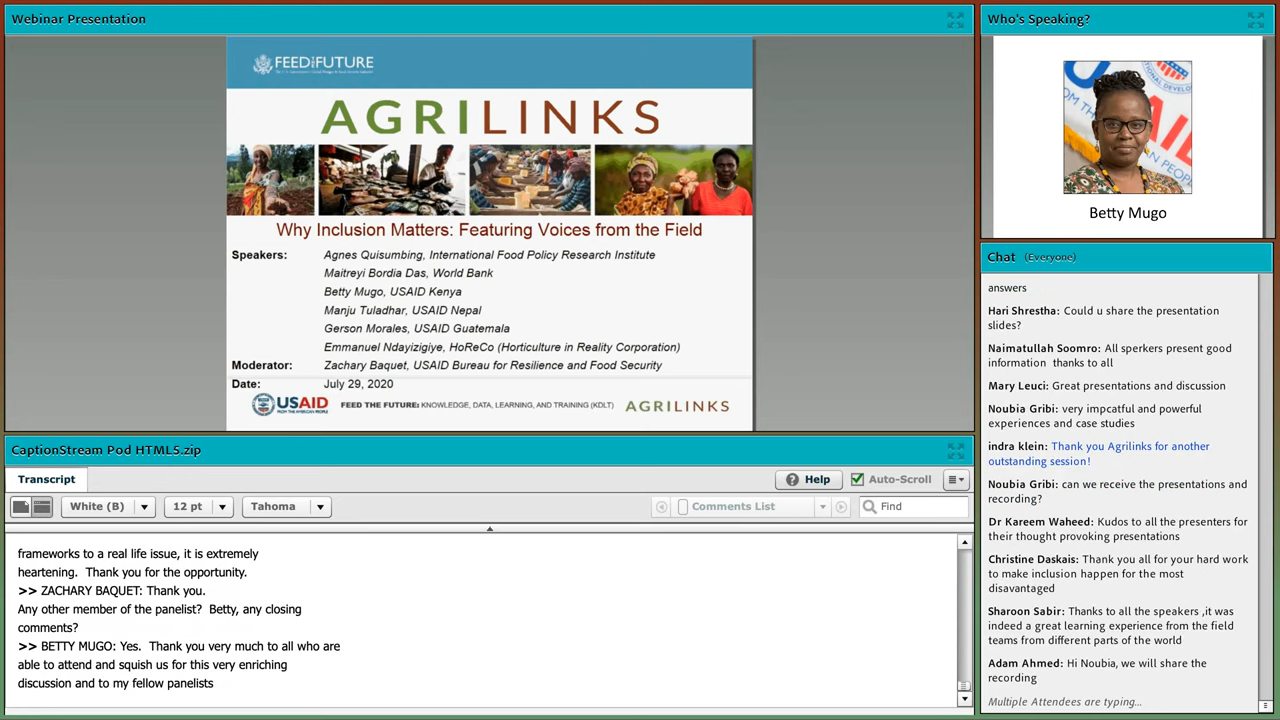 Webinar Presentation
FEED THE FUTURE
AGRILINKS
Why Inclusion Matters: Featuring Voices from the Field
Speakers: Agnes Quisumbing, International Food Policy Research Institute
Maitreyi Bordia Das, World Bank
Betty Mugo, USAID Kenya
Manju Tuladhar, USAID Nepal
Gerson Morales, USAID Guatemala
Emmanuel Ndayizigiye, HoReCo (Horticulture in Reality Corporation)
Moderator: Zachary Baquet, USAID Bureau for Resilience and Food Security
Date: July 29, 2020
USAID
FROM THE AMERICAN PEOPLE
FEED THE FUTURE: KNOWLEDGE, DATA, LEARNING, AND TRAINING (KDLT)
AGRILINKS
CaptionStream Pod HTML5.zip
Transcript
Help
Auto-Scroll
White (B)
12 pt
Tahoma
Comments List
Find
frameworks to a real life issue, it is extremely
heartening. Thank you for the opportunity.
>> ZACHARY BAQUET: Thank you.
Any other member of the panelist? Betty, any closing
comments?
>> BETTY MUGO: Yes. Thank you very much to all who are
able to attend and squish us for this very enriching
discussion and to my fellow panelists
Who's Speaking?
Betty Mugo
Chat (Everyone)
answers
Hari Shrestha: Could u share the presentation
slides?
Naimatullah Soomro: All sperkers present good
information thanks to all
Mary Leuci: Great presentations and discussion
Noubia Gribi: very impcatful and powerful
experiences and case studies
indra klein: Thank you Agrilinks for another
outstanding session!
Noubia Gribi: can we receive the presentations and
recording?
Dr Kareem Waheed: Kudos to all the presenters for
their thought provoking presentations
Christine Daskais: Thank you all for your hard work
to make inclusion happen for the most
disavantaged
Sharoon Sabir: Thanks to all the speakers ,it was
indeed a great learning experience from the field
teams from different parts of the world
Adam Ahmed: Hi Noubia, we will share the
recording
Multiple Attendees are typing...